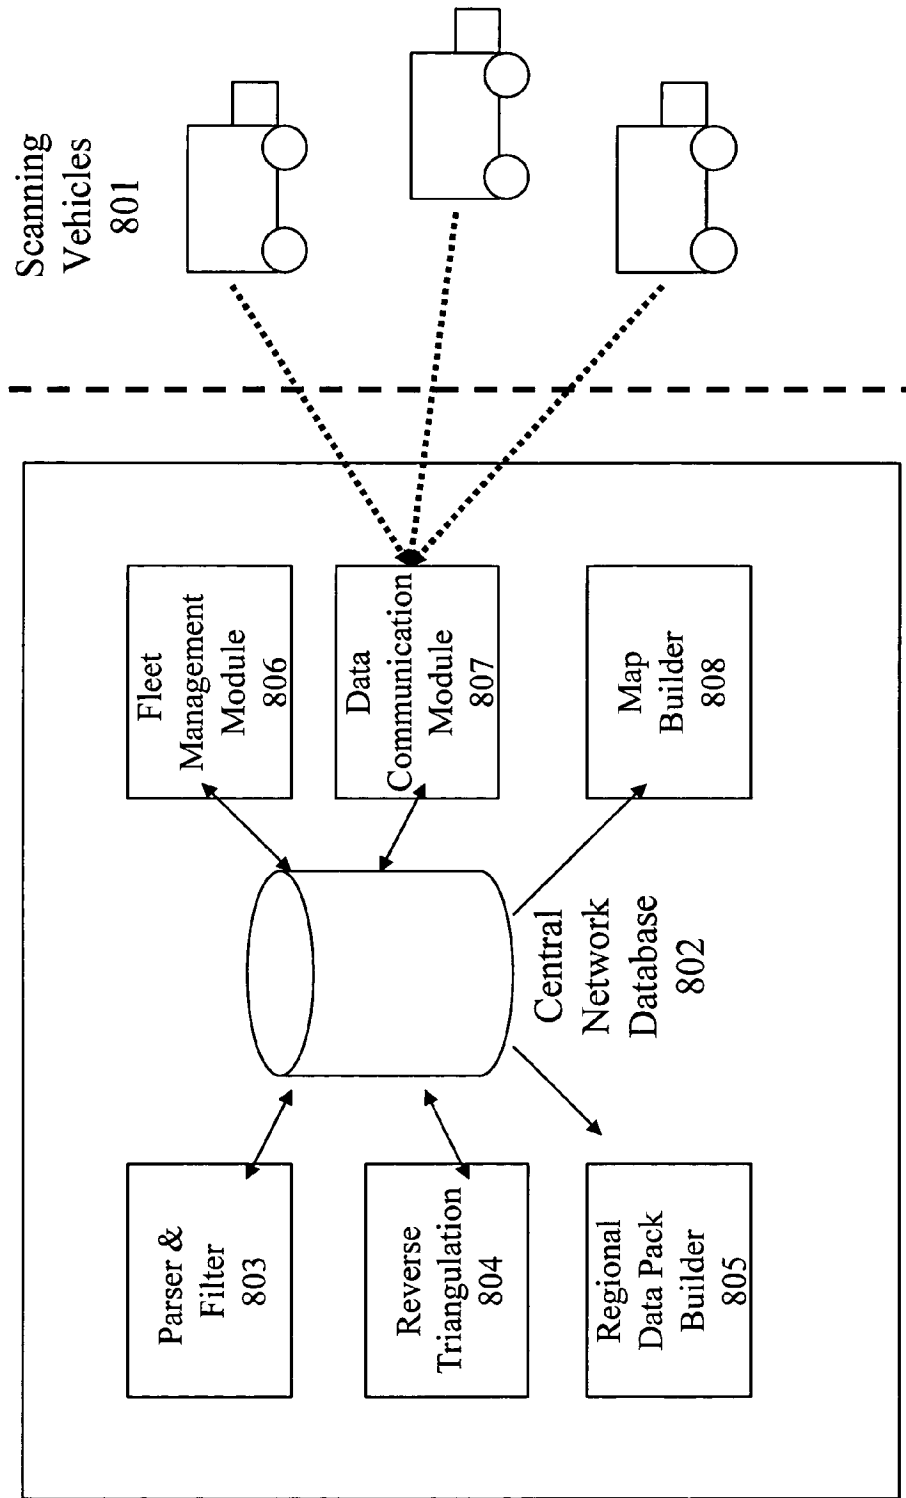 Scanning
Vehicles
801
Fleet
Management
Module
806
Data
Communication
Module
807
Map
Builder
808
Central
Network
Database
802
Parser &
Filter
803
Reverse
Triangulation
804
Regional
Data Pack
Builder
805